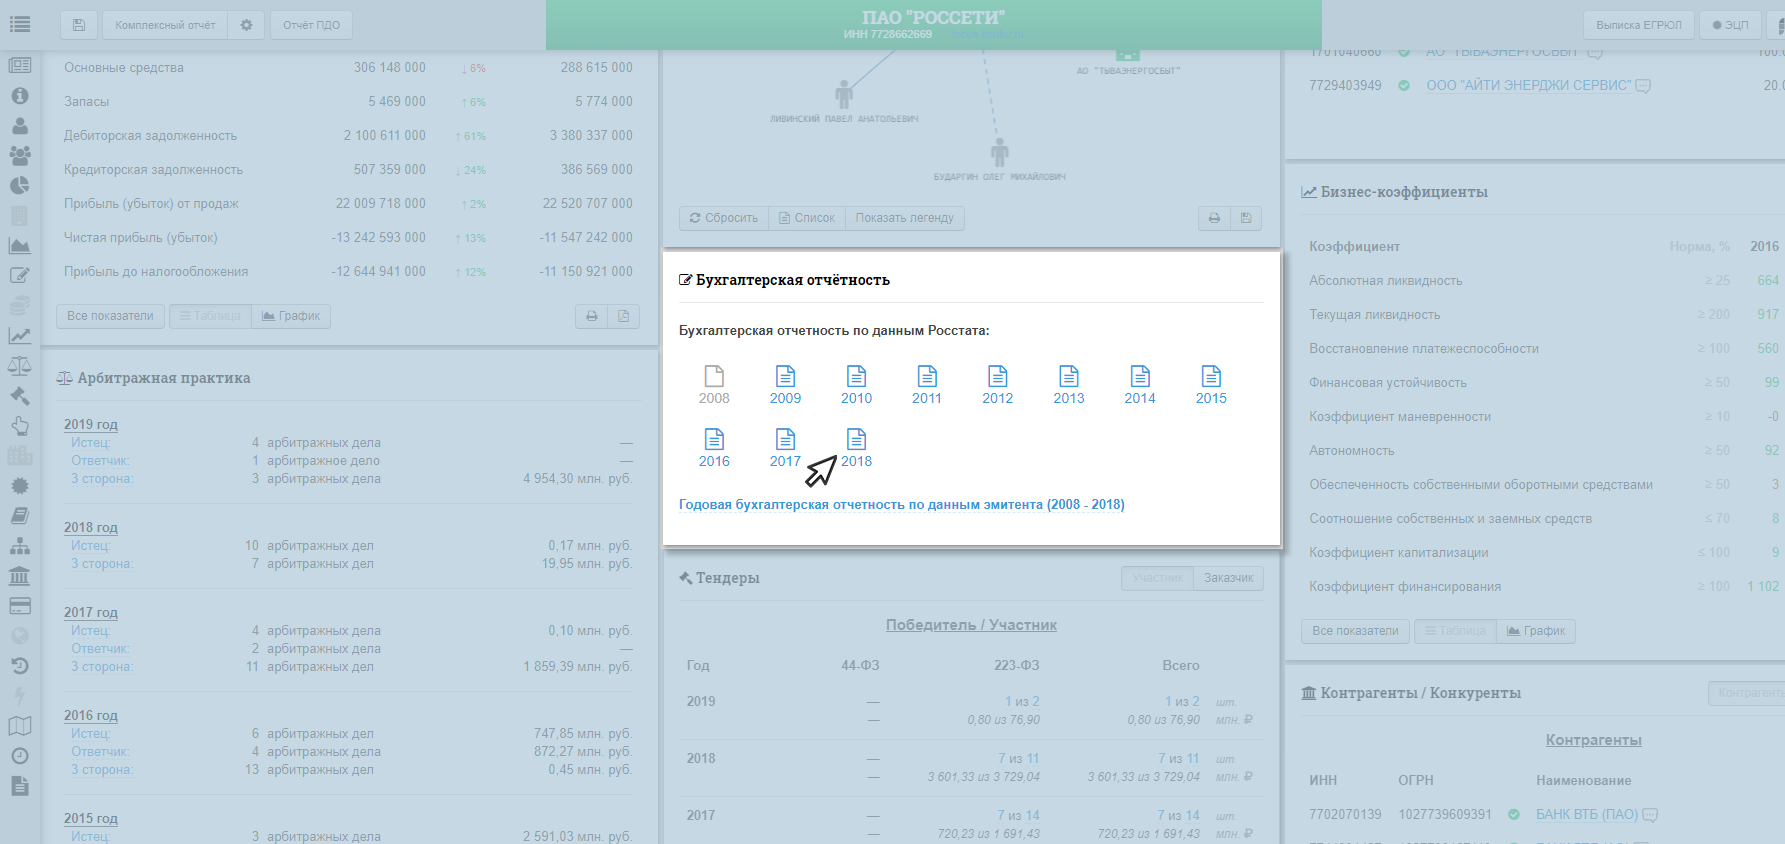 Комплексный отчёт
Отчёт ПДО
ПАО "РОССЕТИ"
ИНН 7728662669
Выписка ЕГРЮЛ
ЭЦП
Основные средства 306 148 000 ↓ 6% 288 615 000
Запасы 5 469 000 ↑ 6% 5 774 000
Дебиторская задолженность 2 100 611 000 ↑ 61% 3 380 337 000
Кредиторская задолженность 507 359 000 ↓ 24% 386 569 000
Прибыль (убыток) от продаж 22 009 718 000 ↑ 2% 22 520 707 000
Чистая прибыль (убыток) -13 242 593 000 ↑ 13% -11 547 242 000
Прибыль до налогообложения -12 644 941 000 ↑ 12% -11 150 921 000
Все показатели Таблица График
Арбитражная практика
2019 год
Истец: 4 арбитражных дела —
Ответчик: 1 арбитражное дело —
3 сторона: 3 арбитражных дела 4 954,30 млн. руб.
2018 год
Истец: 10 арбитражных дел 0,17 млн. руб.
3 сторона: 7 арбитражных дел 19,95 млн. руб.
2017 год
Истец: 4 арбитражных дела 0,10 млн. руб.
Ответчик: 2 арбитражных дела —
3 сторона: 11 арбитражных дел 1 859,39 млн. руб.
2016 год
Истец: 6 арбитражных дел 747,85 млн. руб.
Ответчик: 4 арбитражных дела 872,27 млн. руб.
3 сторона: 13 арбитражных дел 0,45 млн. руб.
2015 год
Истец: 3 арбитражных дела 2 591,03 млн. руб.
АО "ТЫВАЭНЕРГОСБЫТ"
ЛИВИНСКИЙ ПАВЕЛ АНАТОЛЬЕВИЧ
БУДАРГИН ОЛЕГ МИХАЙЛОВИЧ
Сбросить Список Показать легенду
Бухгалтерская отчётность
Бухгалтерская отчетность по данным Росстата:
2008 2009 2010 2011 2012 2013 2014 2015
2016 2017 2018
Годовая бухгалтерская отчетность по данным эмитента (2008 - 2018)
Тендеры Участник Заказчик
Победитель / Участник
Год 44-ФЗ 223-ФЗ Всего
2019 — 1 из 2 1 из 2 шт.
— 0,80 из 76,90 0,80 из 76,90 млн. ₽
2018 — 7 из 11 7 из 11 шт.
— 3 601,33 из 3 729,04 3 601,33 из 3 729,04 млн. ₽
2017 — 7 из 14 7 из 14 шт.
— 720,23 из 1 691,43 720,23 из 1 691,43 млн. ₽
1701040660 АО "ТЫВАЭНЕРГОСБЫТ" 100.
7729403949 ООО "АЙТИ ЭНЕРДЖИ СЕРВИС" 20.0
Бизнес-коэффициенты
Коэффициент Норма, % 2016
Абсолютная ликвидность ≥ 25 664
Текущая ликвидность ≥ 200 917
Восстановление платежеспособности ≥ 100 560
Финансовая устойчивость ≥ 50 99
Коэффициент маневренности ≥ 10 -0
Автономность ≥ 50 92
Обеспеченность собственными оборотными средствами ≥ 50 3
Соотношение собственных и заемных средств ≤ 70 8
Коэффициент капитализации ≤ 100 9
Коэффициент финансирования ≥ 100 1 102
Все показатели Таблица График
Контрагенты / Конкуренты Контрагент
Контрагенты
ИНН ОГРН Наименование
7702070139 1027739609391 БАНК ВТБ (ПАО)